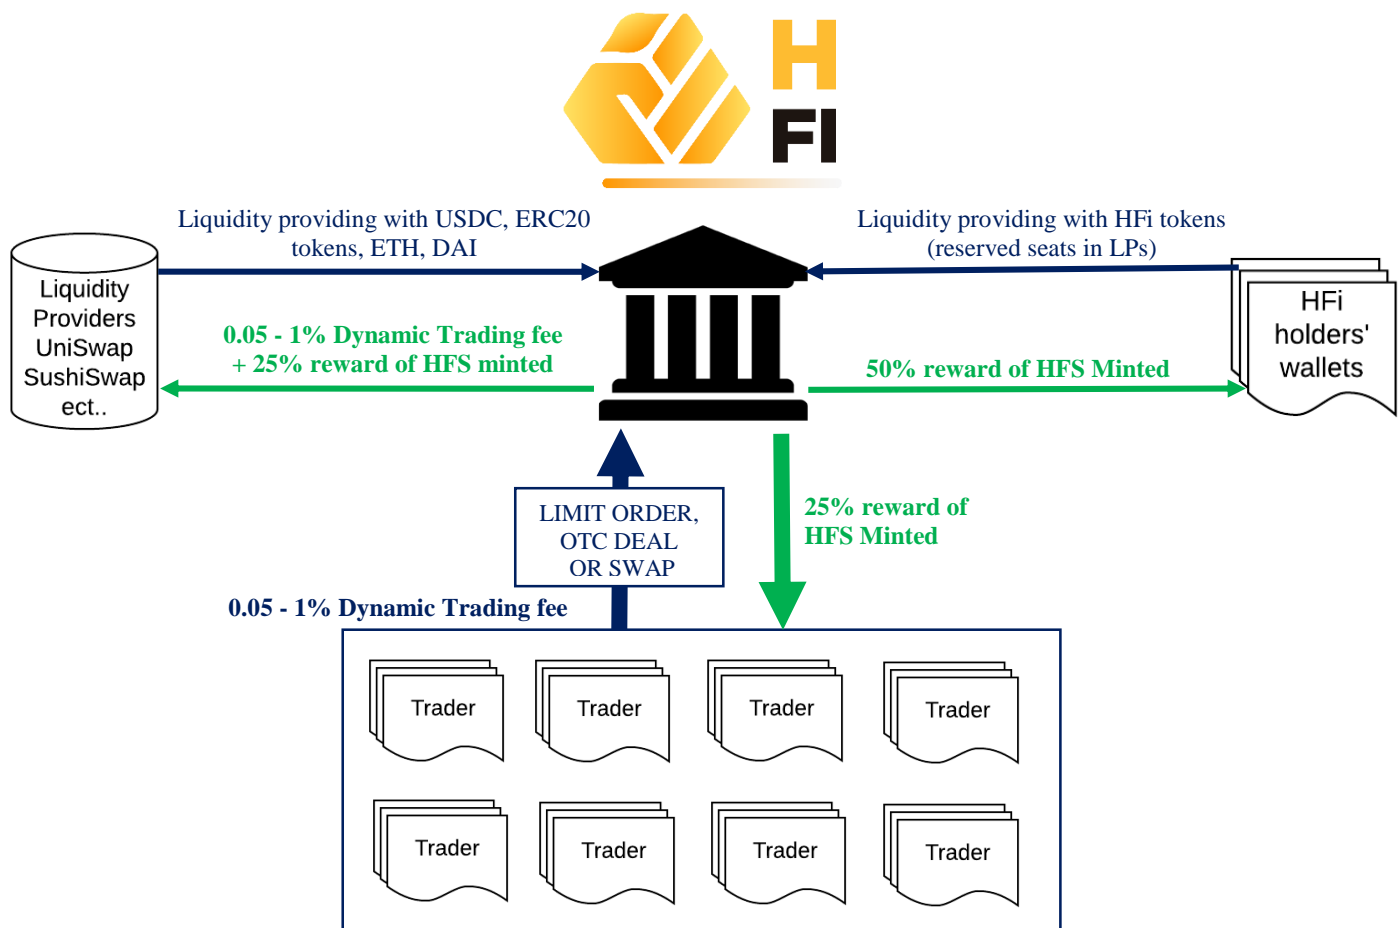 H
FI
Liquidity providing with USDC, ERC20
tokens, ETH, DAI
Liquidity providing with HFi tokens
(reserved seats in LPs)
Liquidity
Providers
UniSwap
SushiSwap
ect..
0.05 - 1% Dynamic Trading fee
+ 25% reward of HFS minted
50% reward of HFS Minted
HFi
holders'
wallets
LIMIT ORDER,
OTC DEAL
OR SWAP
25% reward of
HFS Minted
0.05 - 1% Dynamic Trading fee
Trader
Trader
Trader
Trader
Trader
Trader
Trader
Trader